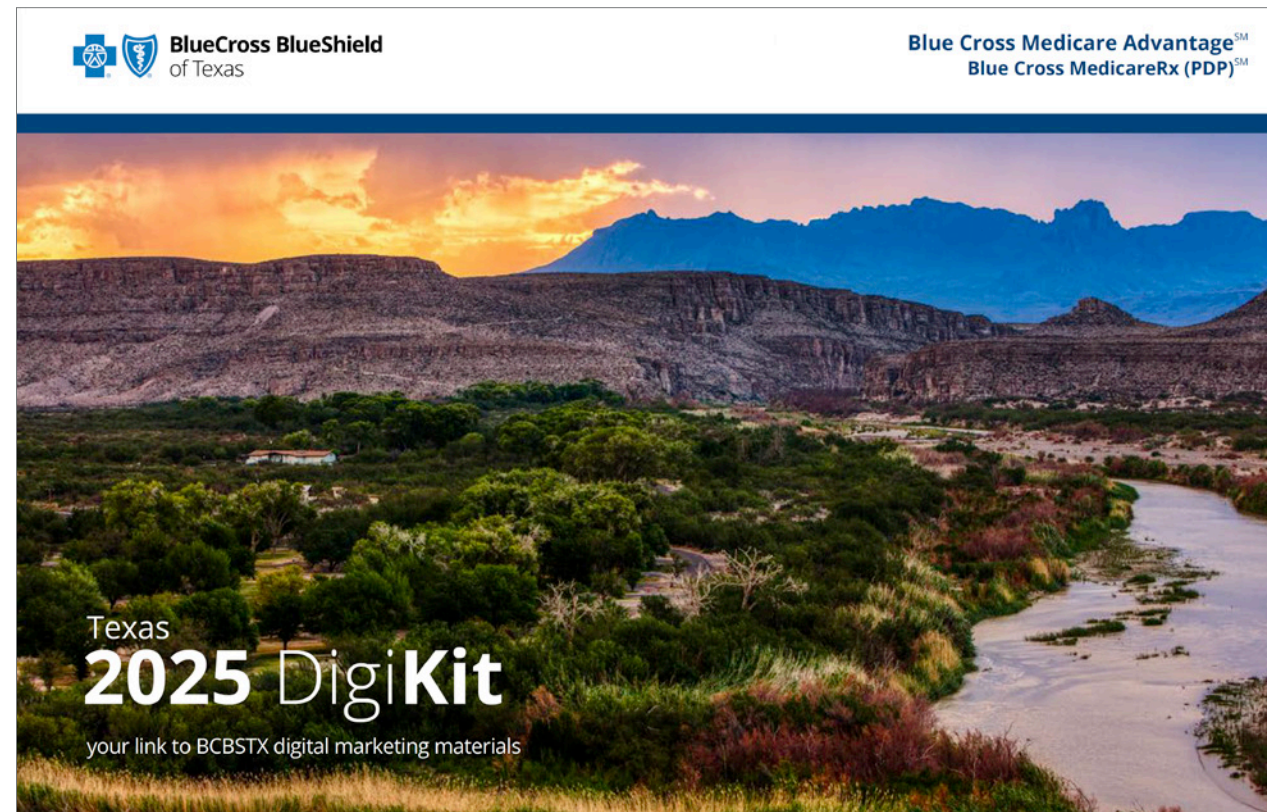 BlueCross BlueShield
of Texas
Blue Cross Medicare Advantage℠
Blue Cross MedicareRx (PDP)℠
Texas
2025 DigiKit
your link to BCBSTX digital marketing materials